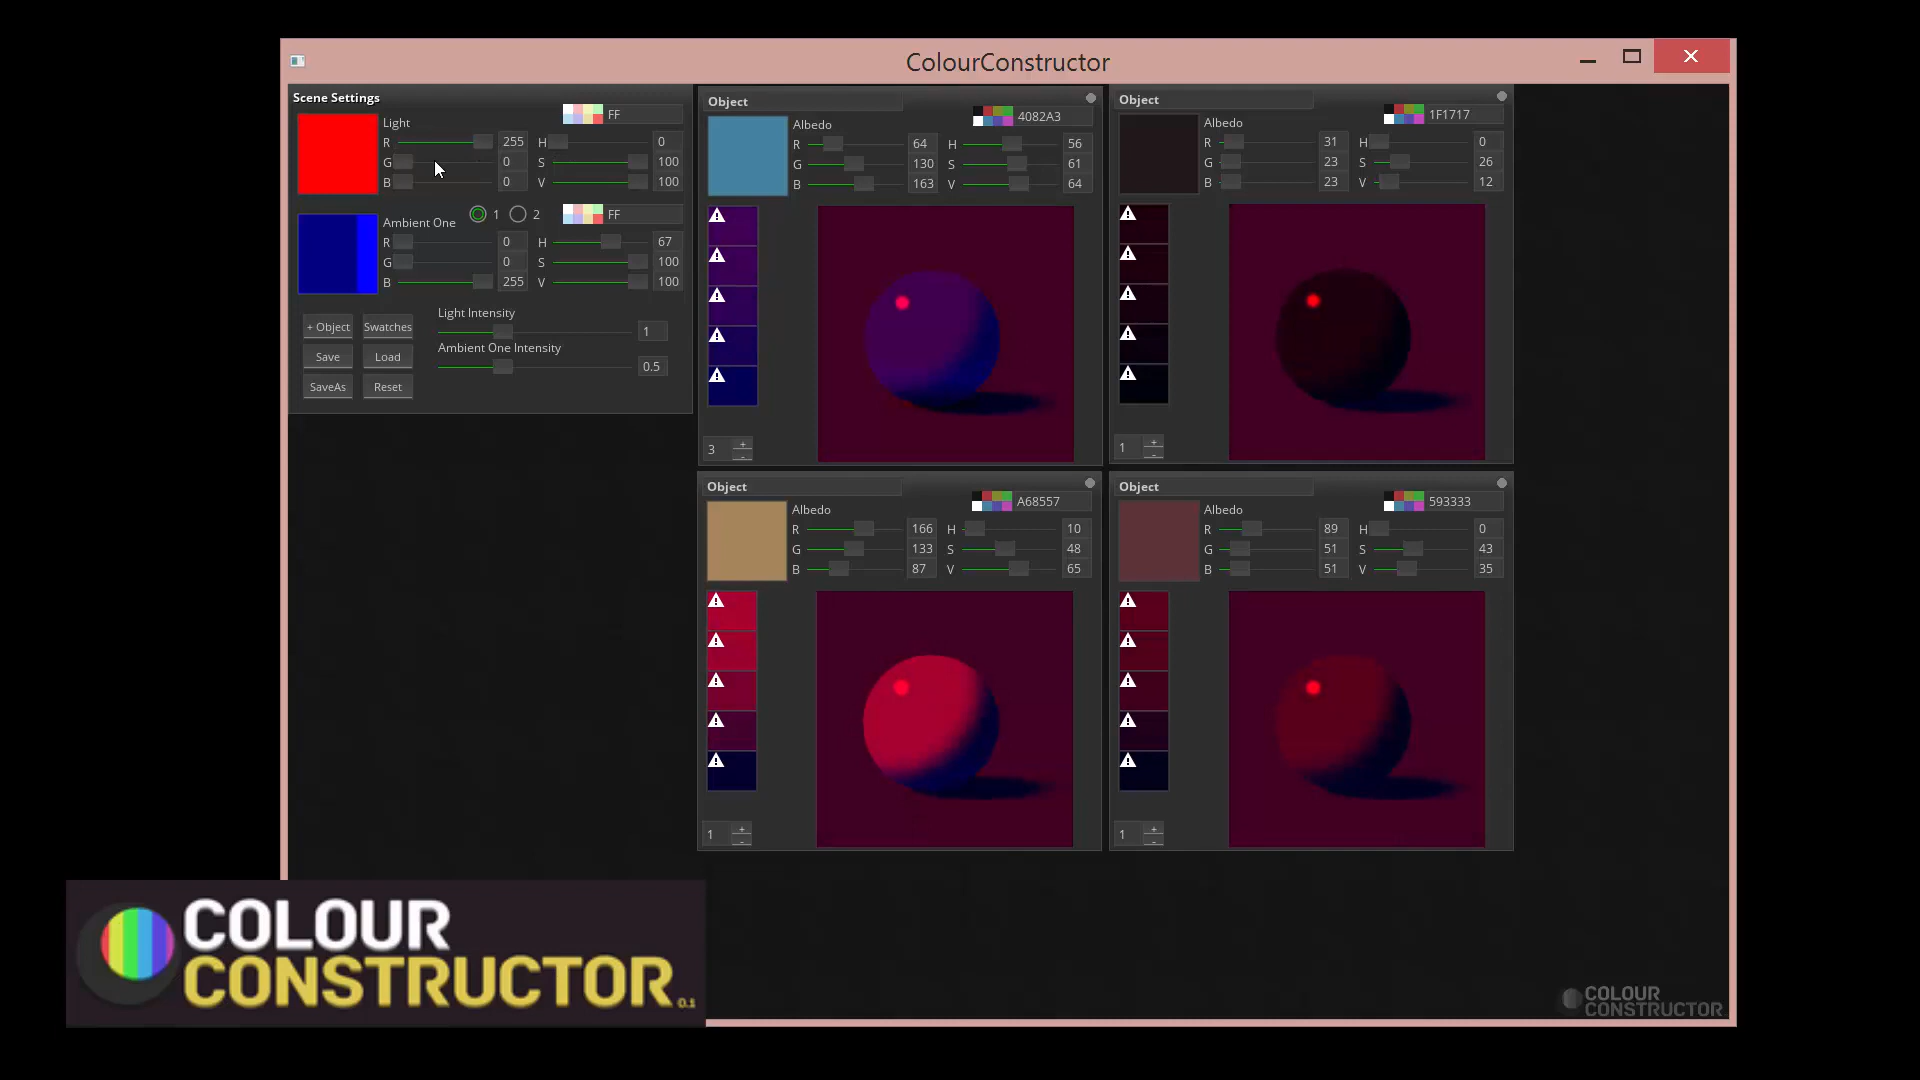 ColourConstructor
Scene Settings
Light
FF
R 255 H 0
G 0 S 100
B 0 V 100
Ambient One 1 2 FF
R 0 H 67
G 0 S 100
B 255 V 100
Light Intensity
1
Ambient One Intensity
0.5
+ Object Swatches
Save Load
SaveAs Reset
Object
Albedo 4082A3
R 64 H 56
G 130 S 61
B 163 V 64
3
+
-
Object
Albedo 1F1717
R 31 H 0
G 23 S 26
B 23 V 12
1
+
-
Object
Albedo A68557
R 166 H 10
G 133 S 48
B 87 V 65
1
+
-
Object
Albedo 593333
R 89 H 0
G 51 S 43
B 51 V 35
1
+
-
COLOUR
CONSTRUCTOR 0.1
COLOUR
CONSTRUCTOR